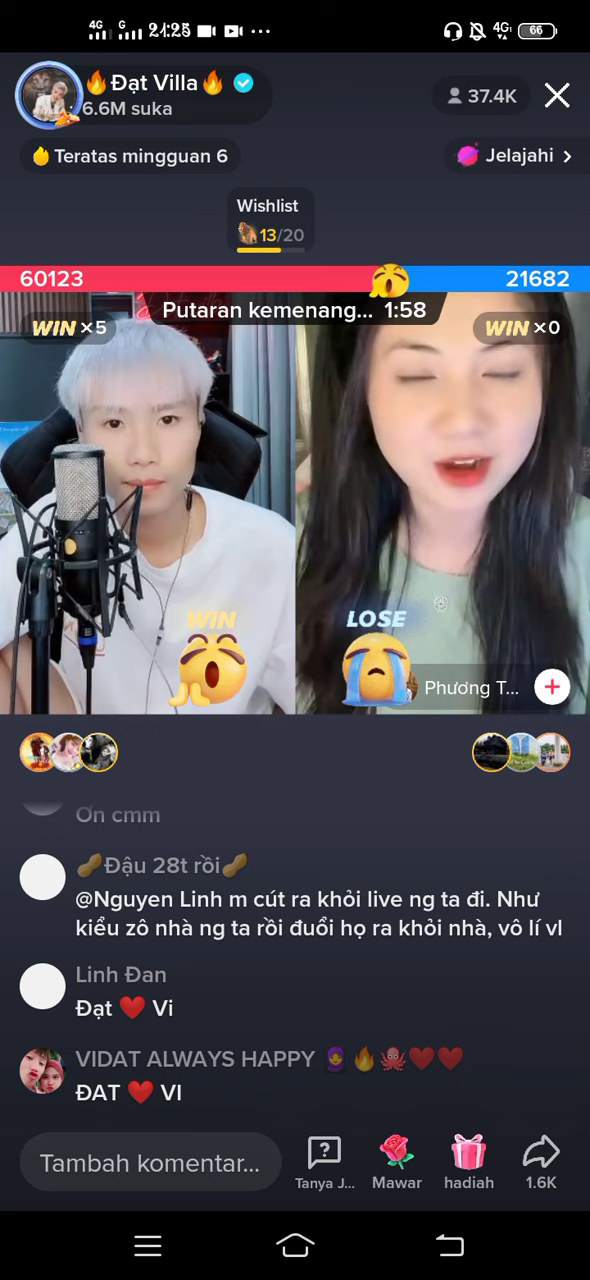 4G G 21:25 4G 66
🔥Đạt Villa🔥
6.6M suka
37.4K
Teratas mingguan 6
Jelajahi
Wishlist
13/20
60123 21682
Putaran kemenang... 1:58
WIN ×5 WIN ×0
WIN LOSE
Phương T...
Ơn cmm
🥜Đậu 28t rồi🥜
@Nguyen Linh m cút ra khỏi live ng ta đi. Như
kiểu zô nhà ng ta rồi đuổi họ ra khỏi nhà, vô lí vl
Linh Đan
Đạt ❤️ Vi
VIDAT ALWAYS HAPPY 🧕🔥🐙❤️❤️
ĐAT ❤️ VI
Tambah komentar...
Tanya J... Mawar hadiah 1.6K